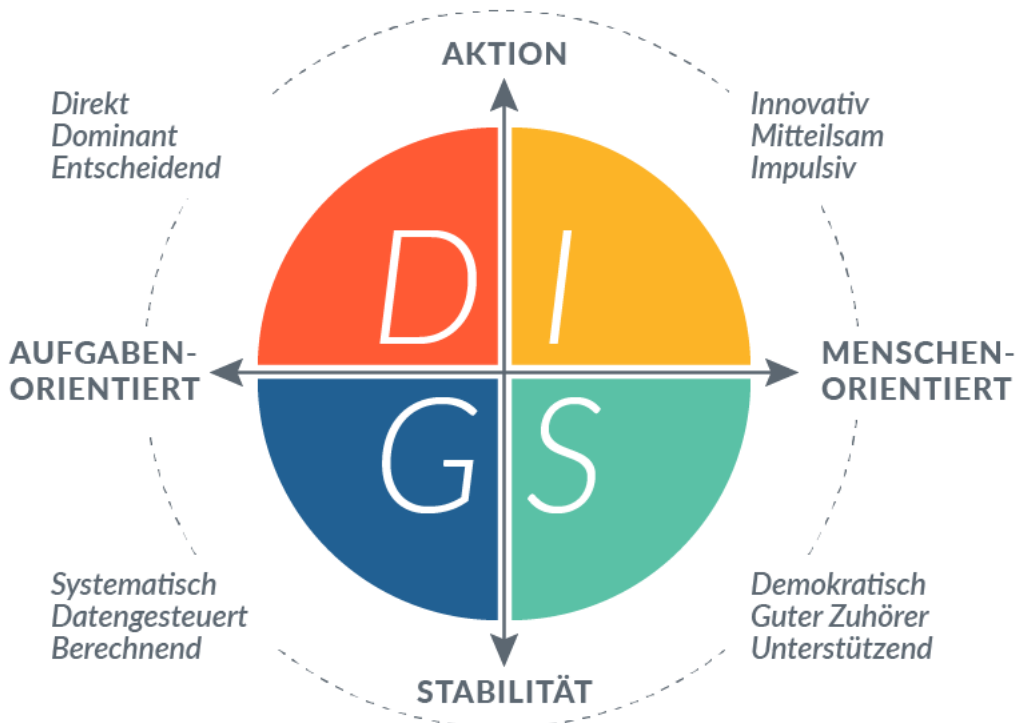 AKTION
Direkt
Dominant
Entscheidend
Innovativ
Mitteilsam
Impulsiv
D
I
AUFGABEN-
ORIENTIERT
MENSCHEN-
ORIENTIERT
G
S
Systematisch
Datengesteuert
Berechnend
Demokratisch
Guter Zuhörer
Unterstützend
STABILITÄT